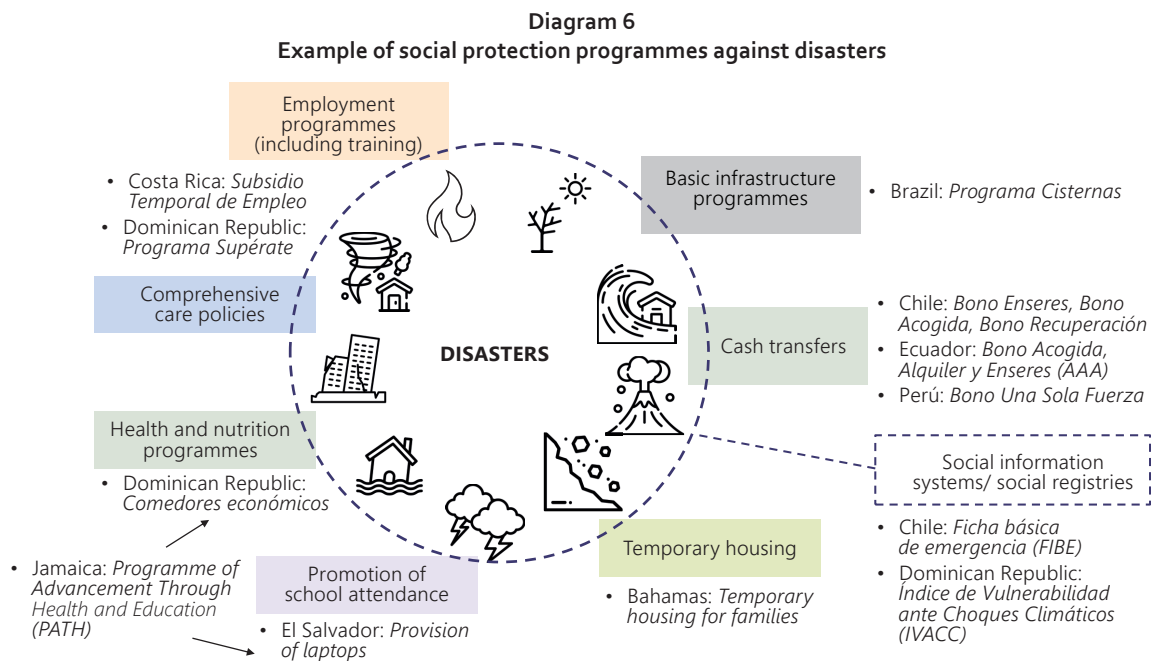 Diagram 6
Example of social protection programmes against disasters
Employment
programmes
(including training)
• Costa Rica: Subsidio
Temporal de Empleo
• Dominican Republic:
Programa Supérate
Basic infrastructure
programmes
• Brazil: Programa Cisternas
Comprehensive
care policies
DISASTERS
Cash transfers
• Chile: Bono Enseres, Bono
Acogida, Bono Recuperación
• Ecuador: Bono Acogida,
Alquiler y Enseres (AAA)
• Perú: Bono Una Sola Fuerza
Health and nutrition
programmes
• Dominican Republic:
Comedores económicos
Social information
systems/ social registries
• Chile: Ficha básica
de emergencia (FIBE)
• Dominican Republic:
Índice de Vulnerabilidad
ante Choques Climáticos
(IVACC)
• Jamaica: Programme of
Advancement Through
Health and Education
(PATH)
Promotion of
school attendance
• El Salvador: Provision
of laptops
Temporary housing
• Bahamas: Temporary
housing for families